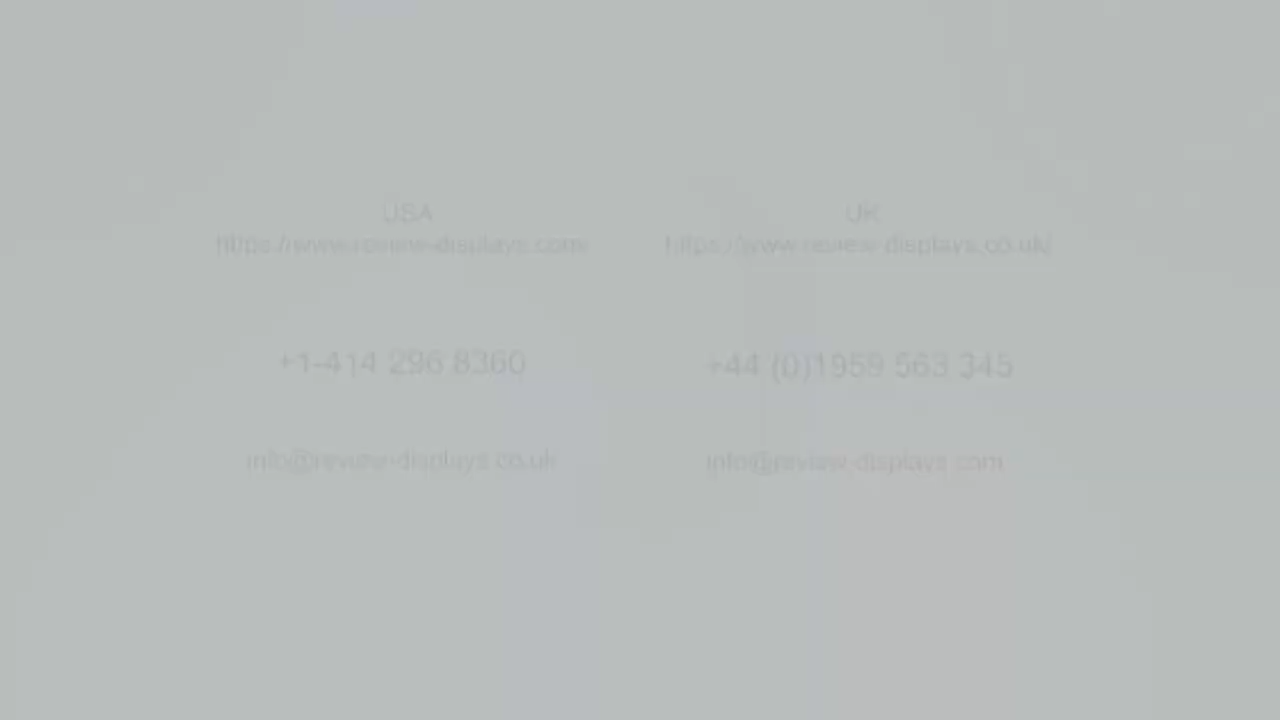 USA
https://www.review-displays.com/
UK
https://www.review-displays.co.uk/
+1-414 296 8360
+44 (0)1959 563 345
info@review-displays.co.uk
info@review-displays.com